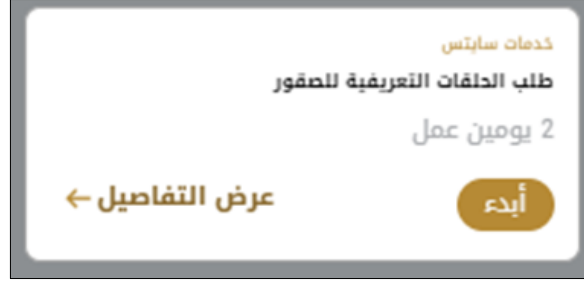 خدمات سايتس
طلب الحلقات التعريفية للصقور
2 يومين عمل
أبدء
عرض التفاصيل ←